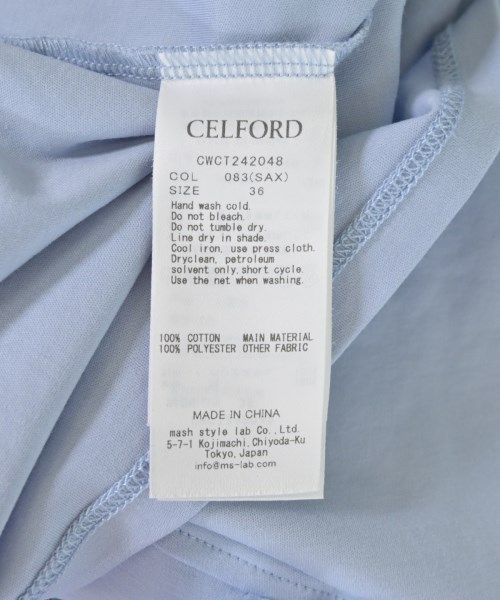 CELFORD
CWCT242048
COL 083(SAX)
SIZE 36
Hand wash cold.
Do not bleach.
Do not tumble dry.
Line dry in shade.
Cool iron, use press cloth.
Dryclean, petroleum
solvent only, short cycle.
Use the net when washing.
100% COTTON MAIN MATERIAL
100% POLYESTER OTHER FABRIC
MADE IN CHINA
mash style lab Co.,Ltd.
5-7-1 Kojimachi,Chiyoda-Ku
Tokyo,Japan
info@ms-lab.com